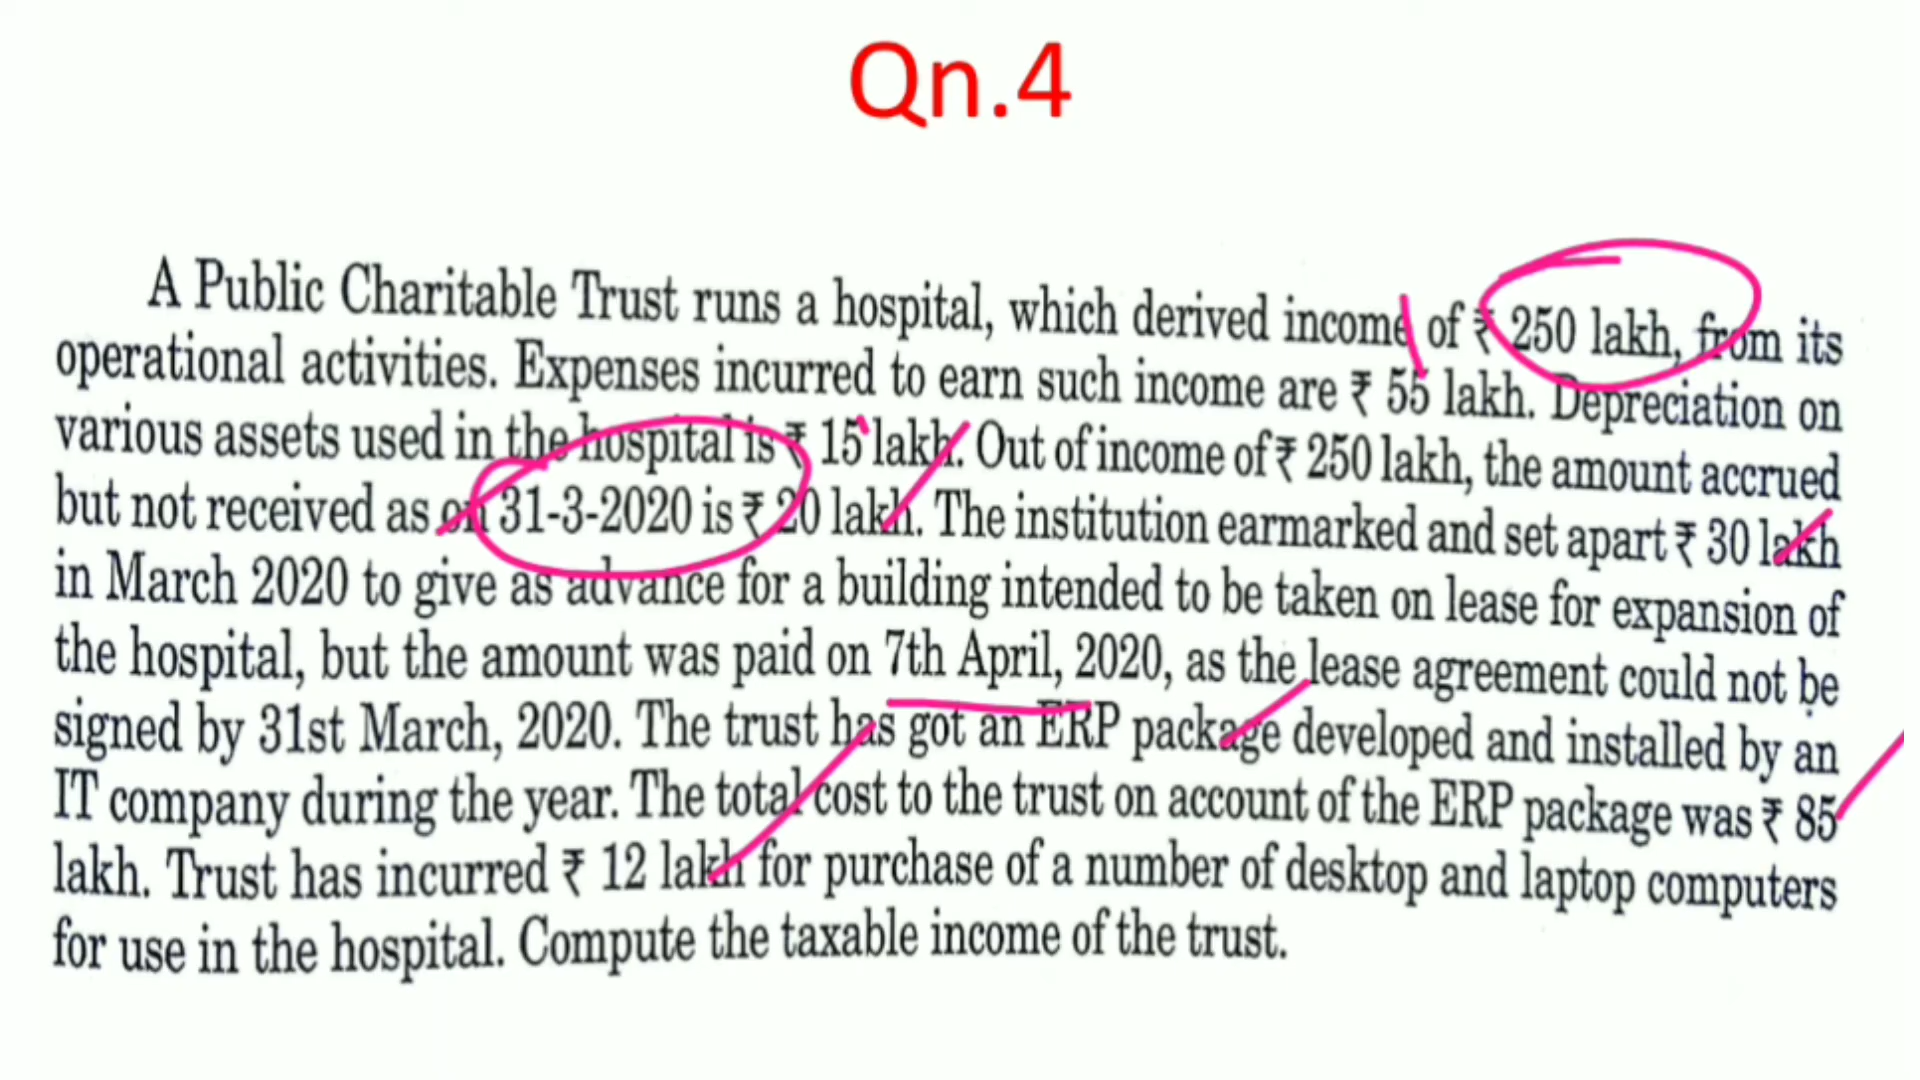 Qn.4
A Public Charitable Trust runs a hospital, which derived income of ₹ 250 lakh, from its
operational activities. Expenses incurred to earn such income are ₹ 55 lakh. Depreciation on
various assets used in the hospital is ₹ 15 lakh. Out of income of ₹ 250 lakh, the amount accrued
but not received as on 31-3-2020 is ₹ 20 lakh. The institution earmarked and set apart ₹ 30 lakh
in March 2020 to give as advance for a building intended to be taken on lease for expansion of
the hospital, but the amount was paid on 7th April, 2020, as the lease agreement could not be
signed by 31st March, 2020. The trust has got an ERP package developed and installed by an
IT company during the year. The total cost to the trust on account of the ERP package was ₹ 85
lakh. Trust has incurred ₹ 12 lakh for purchase of a number of desktop and laptop computers
for use in the hospital. Compute the taxable income of the trust.